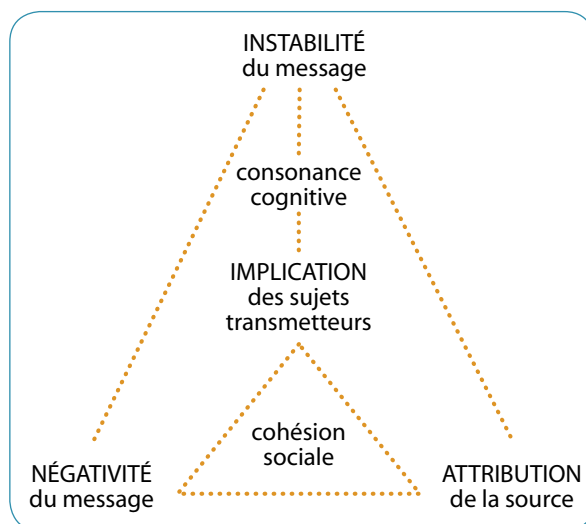 INSTABILITÉ
du message
consonance
cognitive
IMPLICATION
des sujets
transmetteurs
cohésion
sociale
NÉGATIVITÉ
du message
ATTRIBUTION
de la source